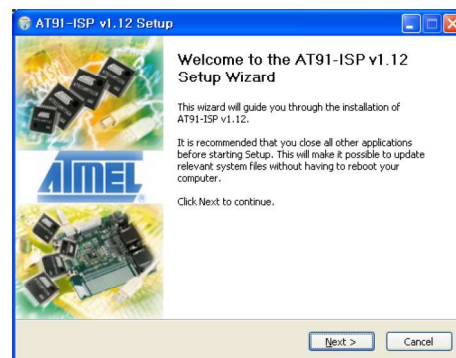 AT91-ISP v1.12 Setup
Welcome to the AT91-ISP v1.12
Setup Wizard
This wizard will guide you through the installation of
AT91-ISP v1.12.
It is recommended that you close all other applications
before starting Setup. This will make it possible to update
relevant system files without having to reboot your
computer.
Click Next to continue.
ATMEL
Next >
Cancel